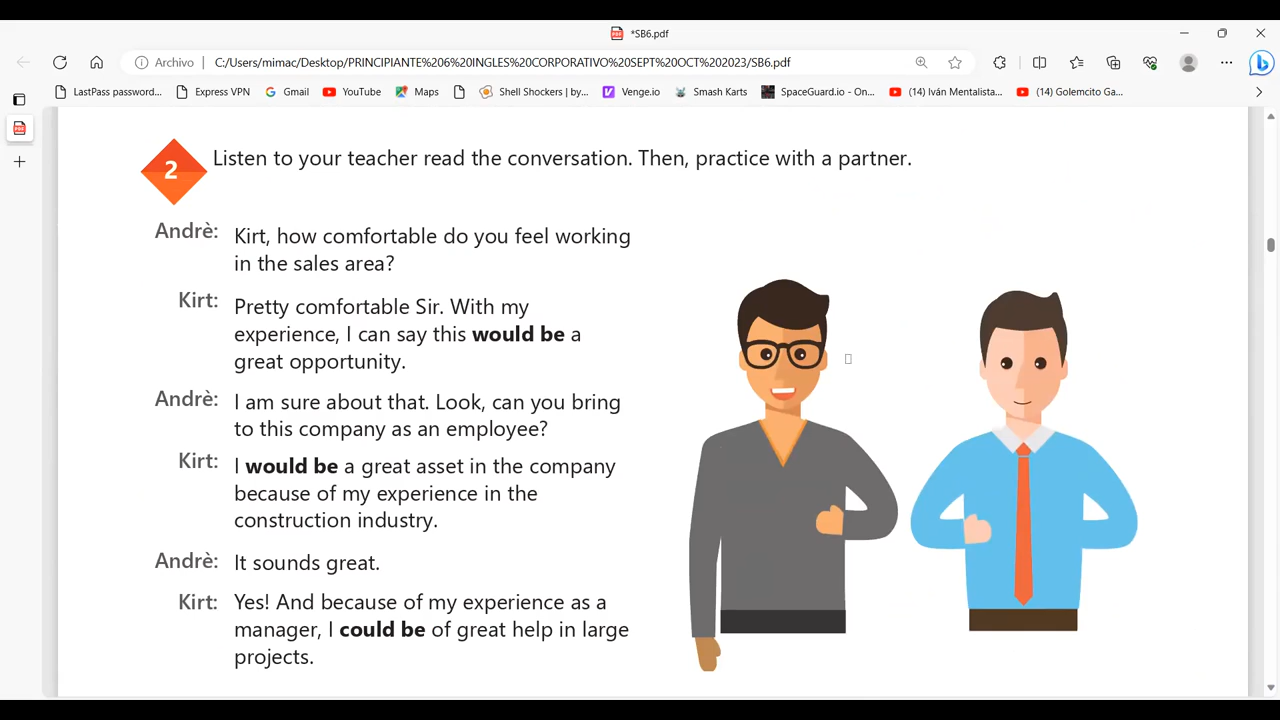 *SB6.pdf
Archivo C:/Users/mimac/Desktop/PRINCIPIANTE%206%20INGLES%20CORPORATIVO%20SEPT%20OCT%202023/SB6.pdf
LastPass password... Express VPN Gmail YouTube Maps Shell Shockers | by... Venge.io Smash Karts SpaceGuard.io - On... (14) Iván Mentalista... (14) Golemcito Ga...
2 Listen to your teacher read the conversation. Then, practice with a partner.
Andrè: Kirt, how comfortable do you feel working
in the sales area?
Kirt: Pretty comfortable Sir. With my
experience, I can say this would be a
great opportunity.
Andrè: I am sure about that. Look, can you bring
to this company as an employee?
Kirt: I would be a great asset in the company
because of my experience in the
construction industry.
Andrè: It sounds great.
Kirt: Yes! And because of my experience as a
manager, I could be of great help in large
projects.